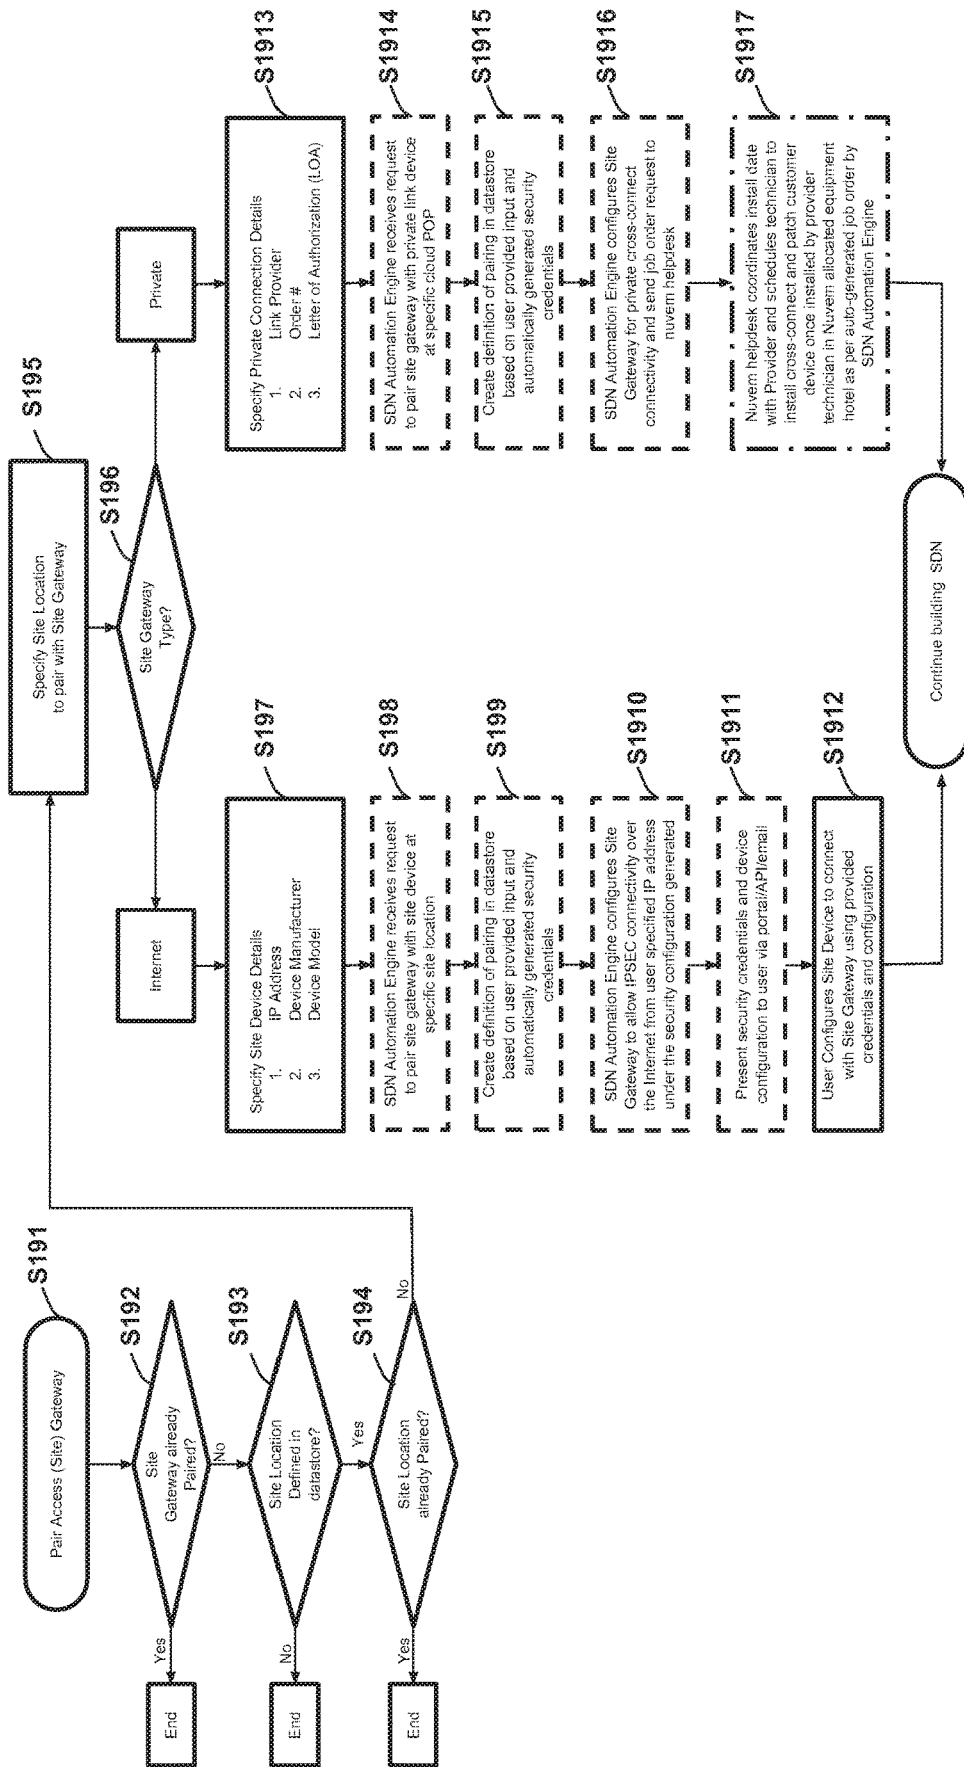 S191
Pair Access (Site) Gateway
S192
Site
Gateway already
Paired?
Yes
End
No
S193
Site Location
Defined in
datastore?
No
End
Yes
S194
Site Location
already Paired?
Yes
End
No
S195
Specify Site Location
to pair with Site Gateway
S196
Site Gateway
Type?
Internet
Private
S197
Specify Site Device Details
1. IP Address
2. Device Manufacturer
3. Device Model
S198
SDN Automation Engine receives request
to pair site gateway with site device at
specific site location
S199
Create definition of pairing in datastore
based on user provided input and
automatically generated security
credentials
S1910
SDN Automation Engine configures Site
Gateway to allow IPSEC connectivity over
the Internet from user specified IP address
under the security configuration generated
S1911
Present security credentials and device
configuration to user via portal/API/email
S1912
User Configures Site Device to connect
with Site Gateway using provided
credentials and configuration
S1913
Specify Private Connection Details
1. Link Provider
2. Order #
3. Letter of Authorization (LOA)
S1914
SDN Automation Engine receives request
to pair site gateway with private link device
at specific cloud POP
S1915
Create definition of pairing in datastore
based on user provided input and
automatically generated security
credentials
S1916
SDN Automation Engine configures Site
Gateway for private cross-connect
connectivity and send job order request to
nuvem helpdesk
S1917
Nuvem helpdesk coordinates install date
with Provider and schedules technician to
install cross-connect and patch customer
device once installed by provider
technician in Nuvem allocated equipment
hotel as per auto-generated job order by
SDN Automation Engine
Continue building SDN